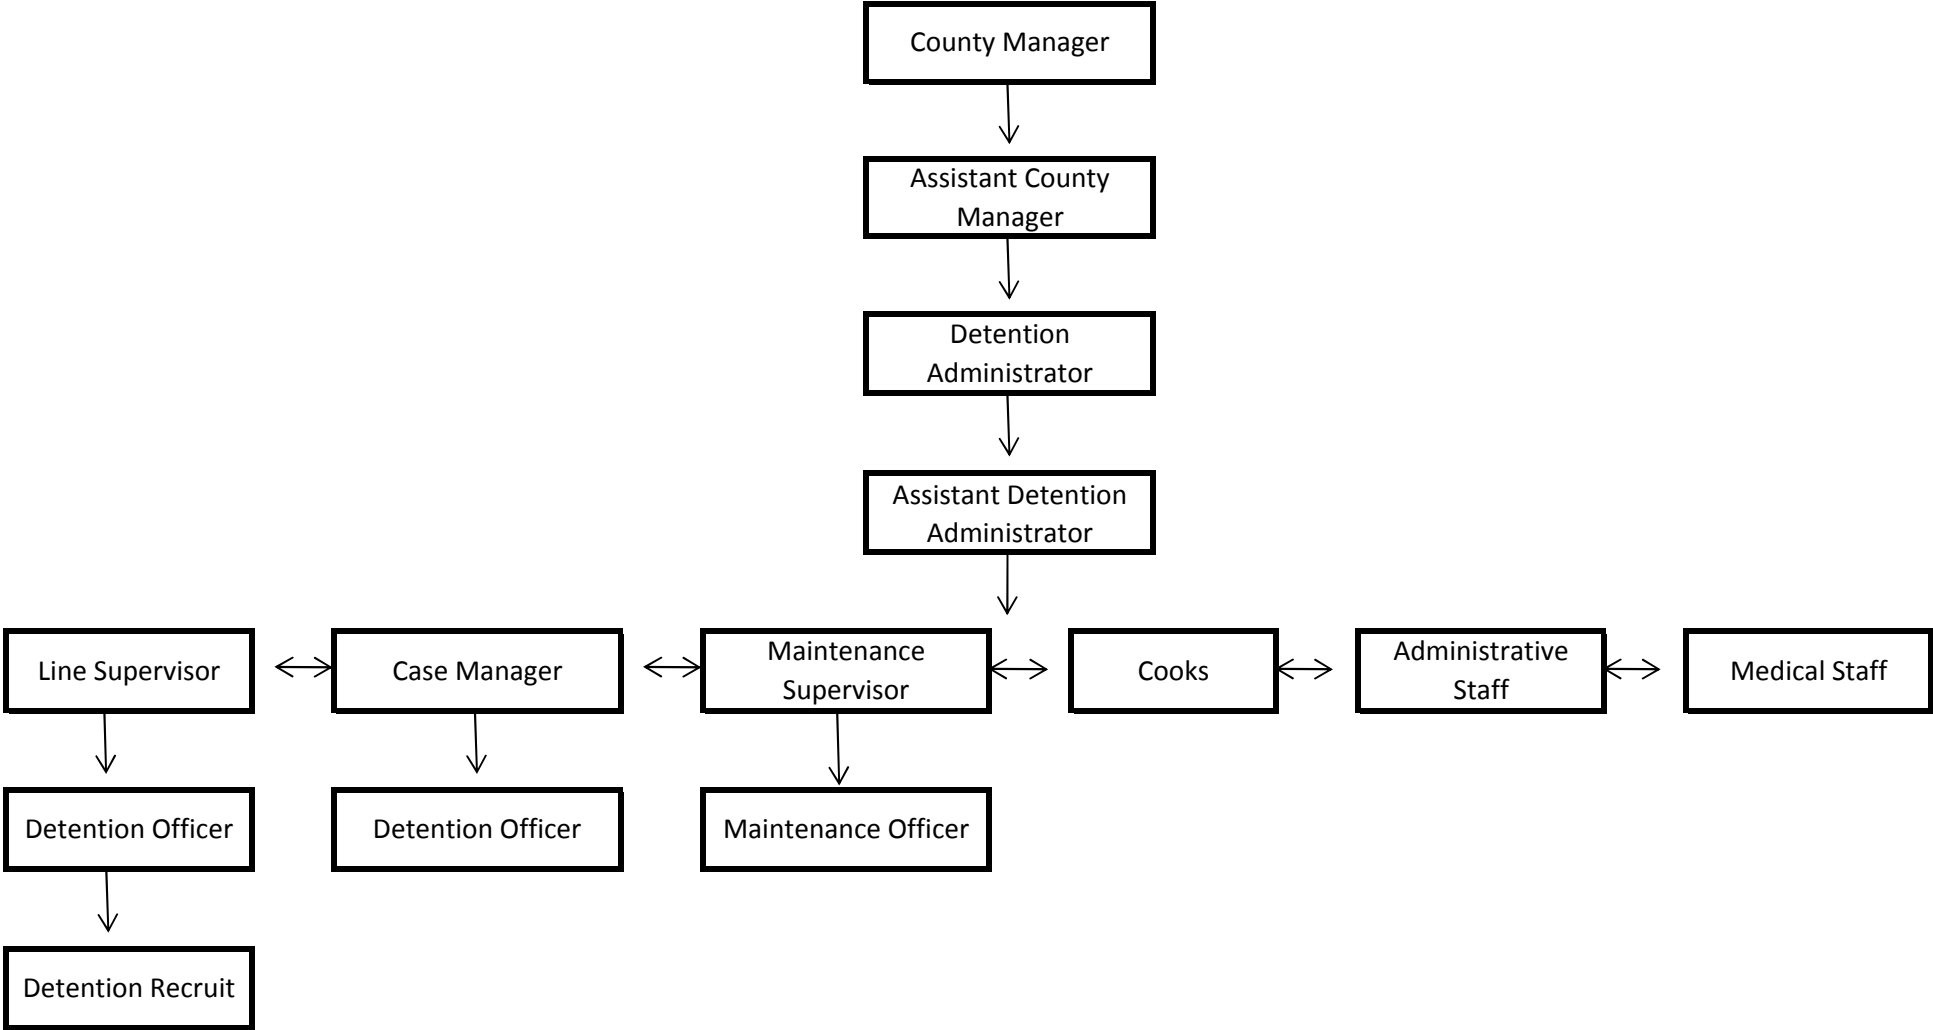 County Manager
Assistant County
Manager
Detention
Administrator
Assistant Detention
Administrator
Line Supervisor
Case Manager
Maintenance
Supervisor
Cooks
Administrative
Staff
Medical Staff
Detention Officer
Detention Officer
Maintenance Officer
Detention Recruit